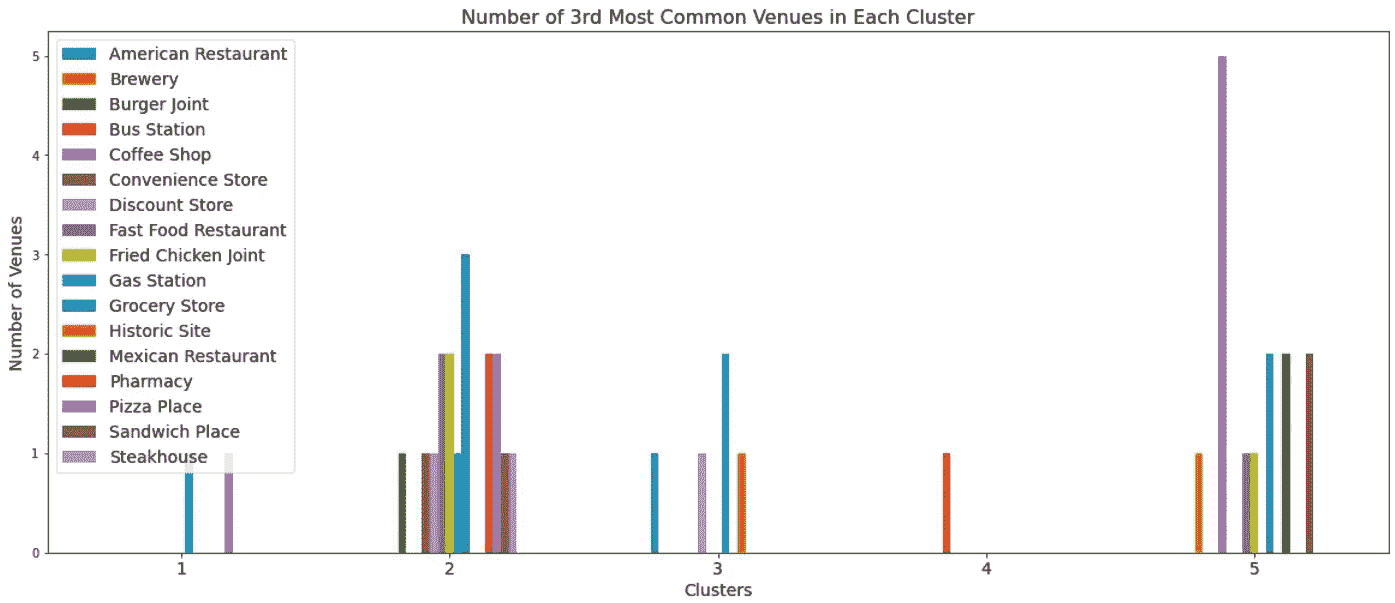 Number of 3rd Most Common Venues in Each Cluster
American Restaurant
Brewery
Burger Joint
Bus Station
Coffee Shop
Convenience Store
Discount Store
Fast Food Restaurant
Fried Chicken Joint
Gas Station
Grocery Store
Historic Site
Mexican Restaurant
Pharmacy
Pizza Place
Sandwich Place
Steakhouse
Number of Venues
5
4
3
2
1
0
1 2 3 4 5
Clusters